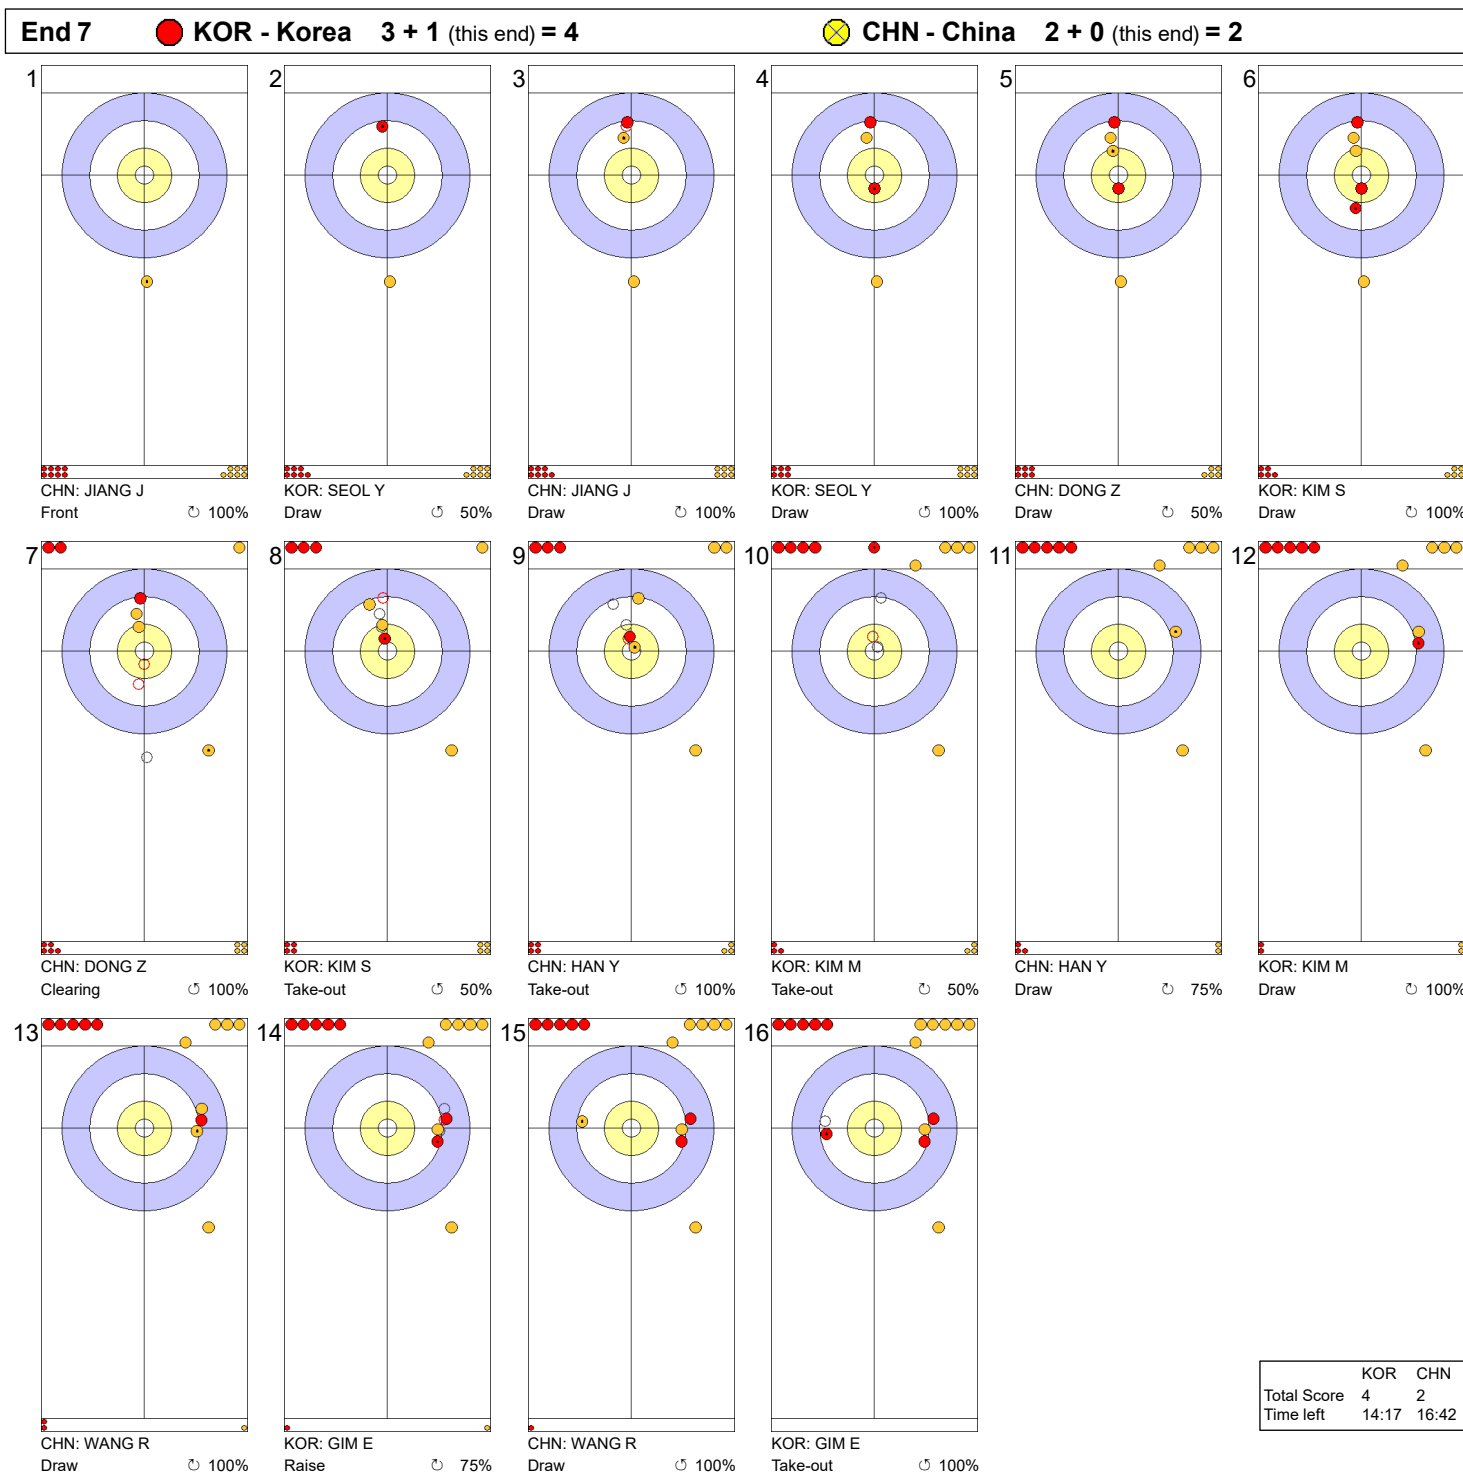 End 7 KOR - Korea 3 + 1 (this end) = 4 CHN - China 2 + 0 (this end) = 2
1 2 3 4 5 6
CHN: JIANG J KOR: SEOL Y CHN: JIANG J KOR: SEOL Y CHN: DONG Z KOR: KIM S
Front ↻ 100% Draw ↺ 50% Draw ↻ 100% Draw ↺ 100% Draw ↻ 50% Draw ↺ 100%
7 8 9 10 11 12
CHN: DONG Z KOR: KIM S CHN: HAN Y KOR: KIM M CHN: HAN Y KOR: KIM M
Clearing ↺ 100% Take-out ↺ 50% Take-out ↺ 100% Take-out ↻ 50% Draw ↻ 75% Draw ↻ 100%
13 14 15 16
CHN: WANG R KOR: GIM E CHN: WANG R KOR: GIM E
Draw ↻ 100% Raise ↻ 75% Draw ↺ 100% Take-out ↺ 100%
KOR CHN
Total Score 4 2
Time left 14:17 16:42